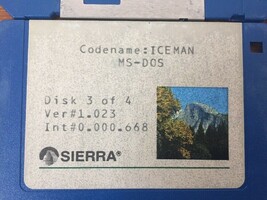 Codename:ICEMAN
MS-DOS
Disk 3 of 4
Ver#1.023
Int#0.000.668
SIERRA®